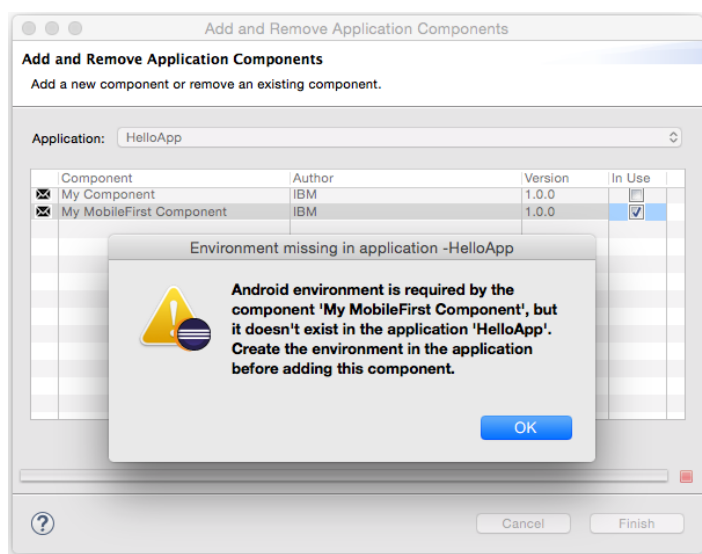 Add and Remove Application Components
Add and Remove Application Components
Add a new component or remove an existing component.
Application: HelloApp
Component Author Version In Use
My Component IBM 1.0.0
My MobileFirst Component IBM 1.0.0
Environment missing in application -HelloApp
Android environment is required by the
component 'My MobileFirst Component', but
it doesn't exist in the application 'HelloApp'.
Create the environment in the application
before adding this component.
OK
?
Cancel Finish